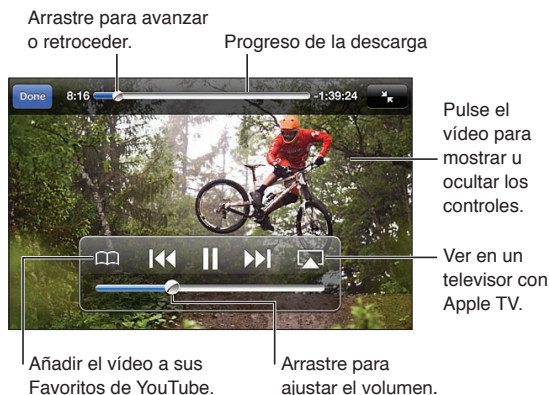 Arrastre para avanzar
o retroceder.
Progreso de la descarga
Done
8:16
-1:39:24
Pulse el
vídeo para
mostrar u
ocultar los
controles.
Ver en un
televisor con
Apple TV.
Añadir el vídeo a sus
Favoritos de YouTube.
Arrastre para
ajustar el volumen.